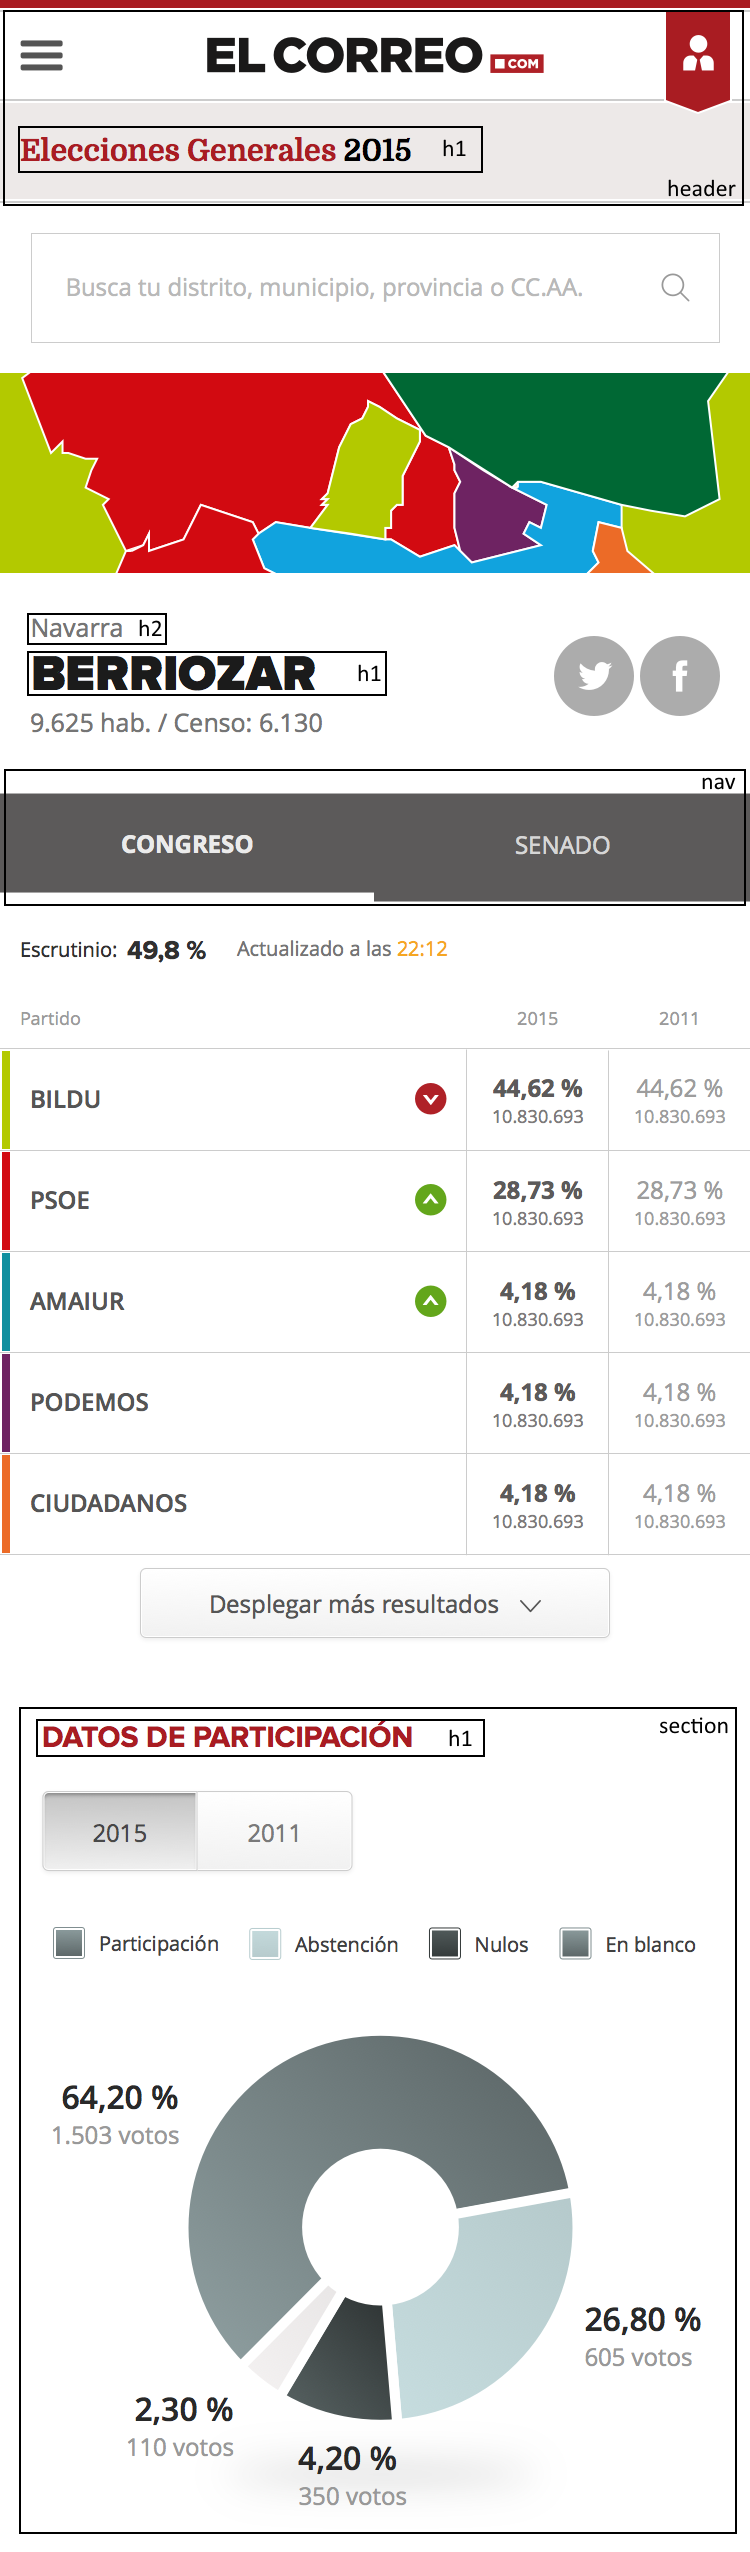 EL CORREO .COM
Elecciones Generales 2015 h1
header
Busca tu distrito, municipio, provincia o CC.AA.
Navarra h2
BERRIOZAR h1
9.625 hab. / Censo: 6.130
nav
CONGRESO SENADO
Escrutinio: 49,8 % Actualizado a las 22:12
Partido 2015 2011
BILDU 44,62 % 44,62 %
10.830.693 10.830.693
PSOE 28,73 % 28,73 %
10.830.693 10.830.693
AMAIUR 4,18 % 4,18 %
10.830.693 10.830.693
PODEMOS 4,18 % 4,18 %
10.830.693 10.830.693
CIUDADANOS 4,18 % 4,18 %
10.830.693 10.830.693
Desplegar más resultados
section
DATOS DE PARTICIPACIÓN h1
2015 2011
Participación Abstención Nulos En blanco
64,20 %
1.503 votos
26,80 %
605 votos
2,30 %
110 votos
4,20 %
350 votos